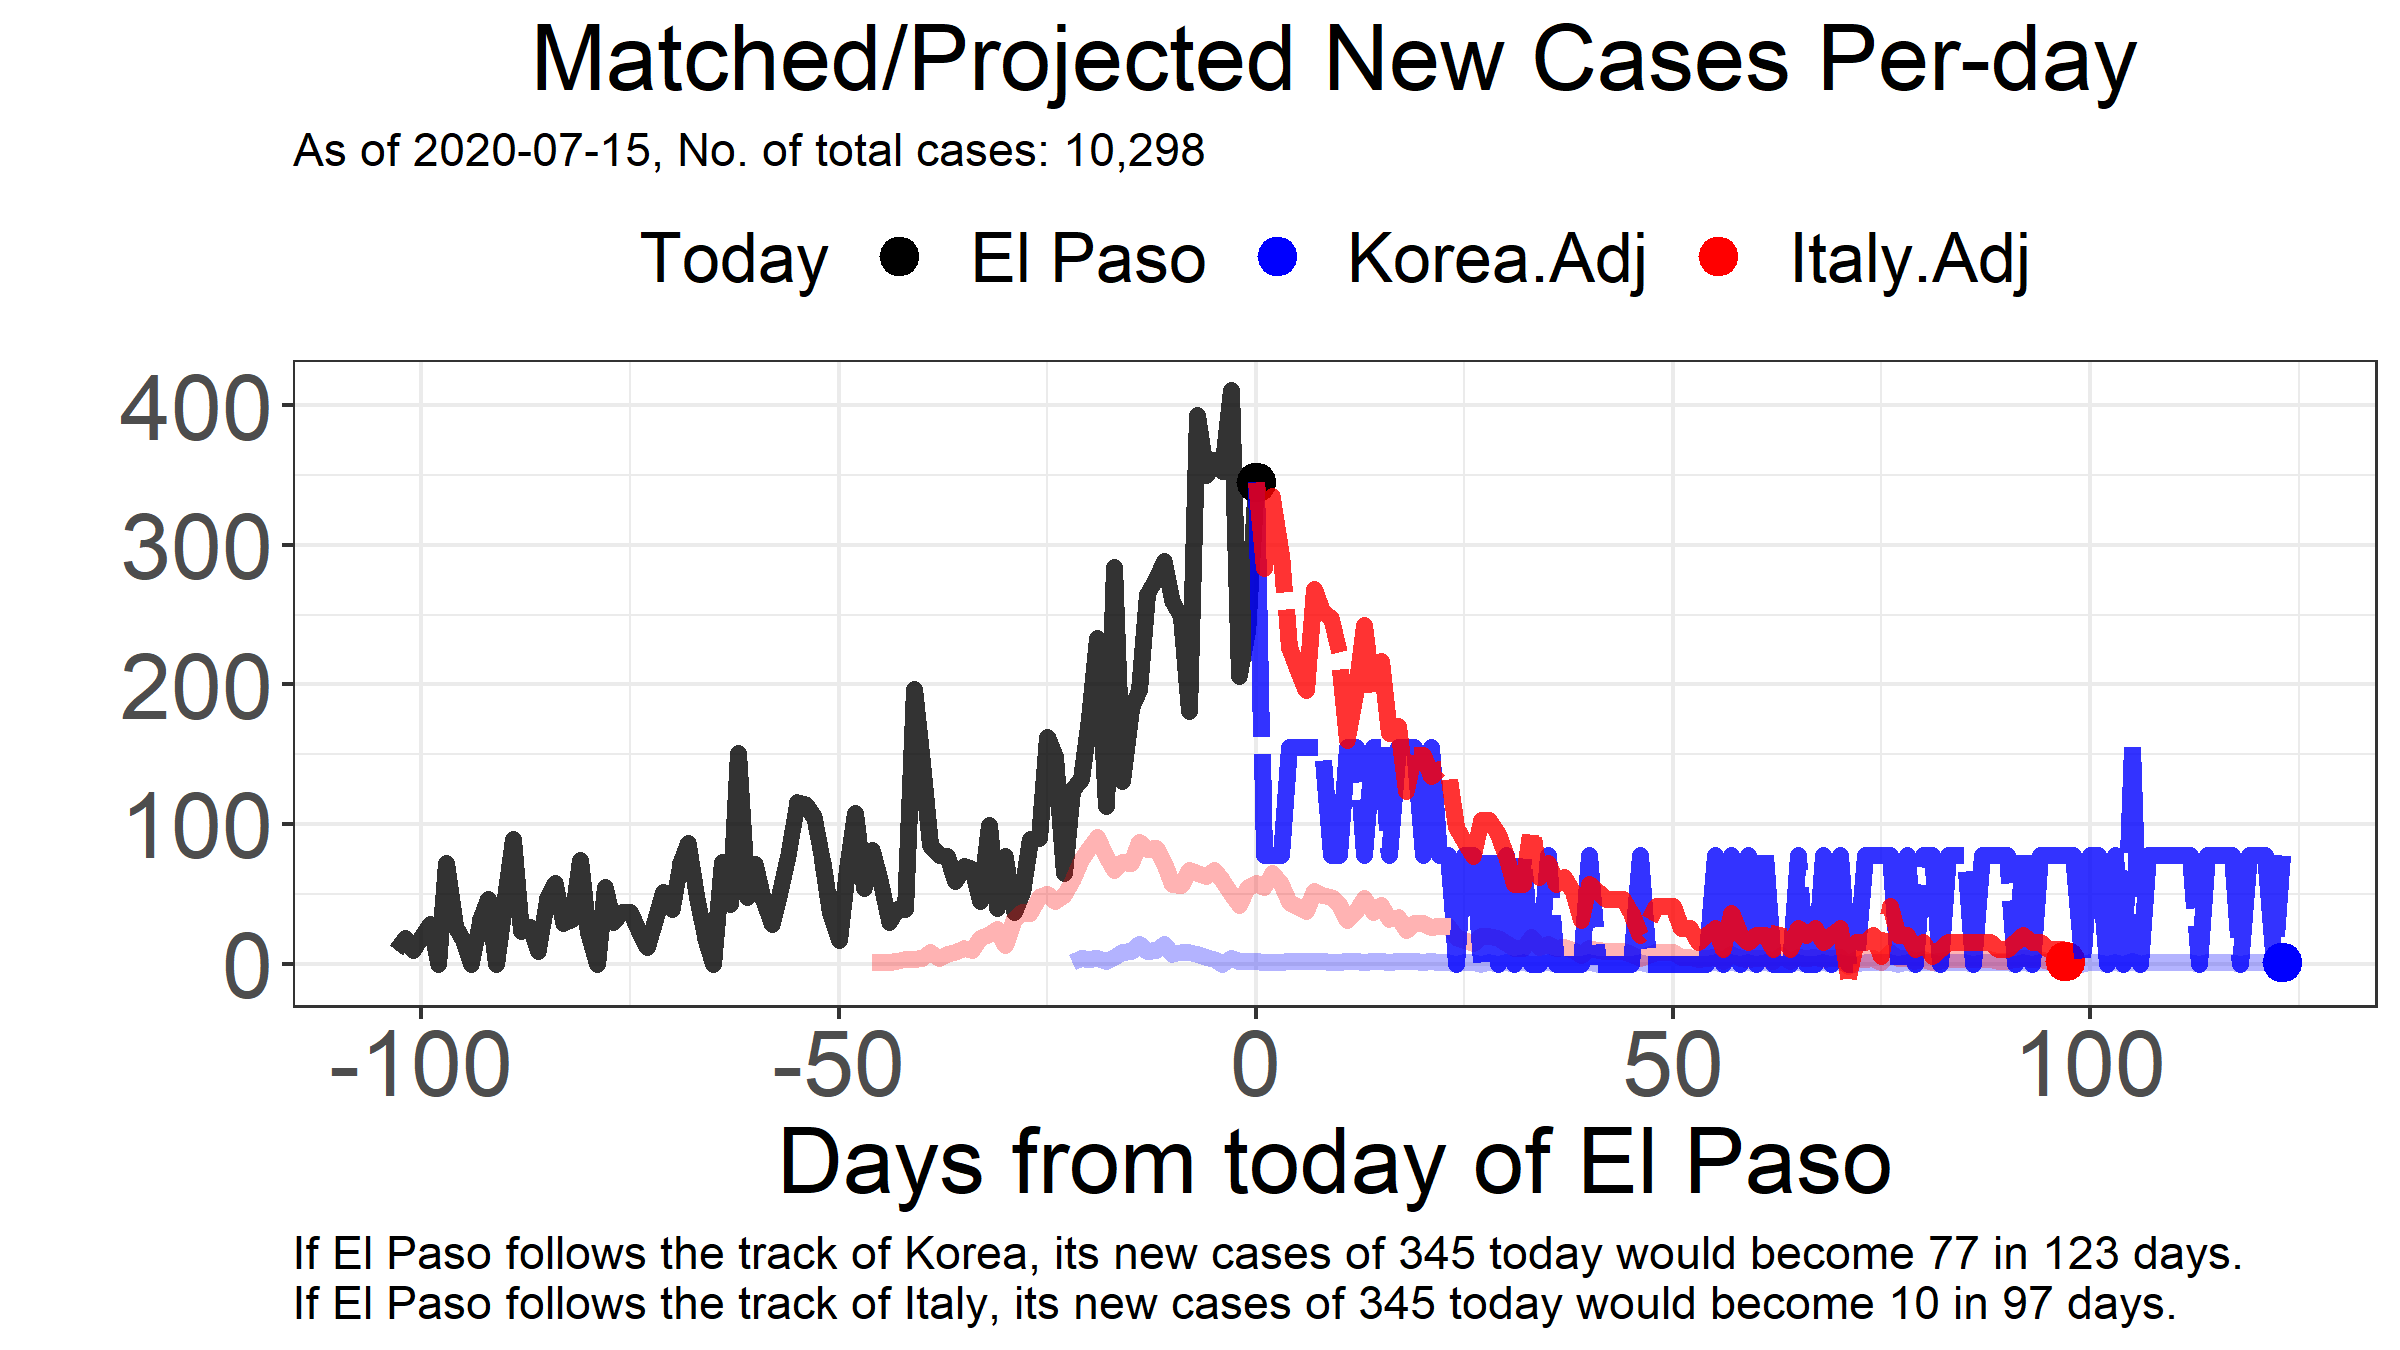 Matched/Projected New Cases Per-day
As of 2020-07-15, No. of total cases: 10,298
Today El Paso Korea.Adj Italy.Adj
400
300
200
100
0
-100 -50 0 50 100
Days from today of El Paso
If El Paso follows the track of Korea, its new cases of 345 today would become 77 in 123 days.
If El Paso follows the track of Italy, its new cases of 345 today would become 10 in 97 days.